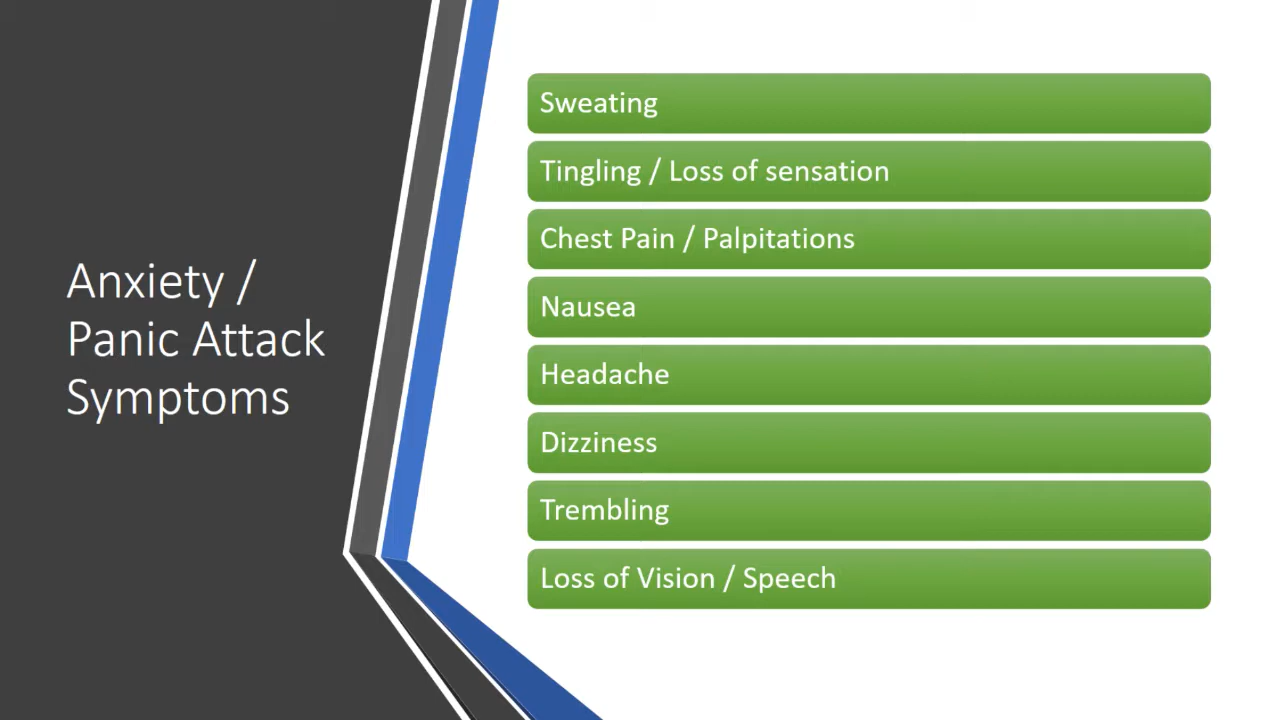 Anxiety /
Panic Attack
Symptoms
Sweating
Tingling / Loss of sensation
Chest Pain / Palpitations
Nausea
Headache
Dizziness
Trembling
Loss of Vision / Speech